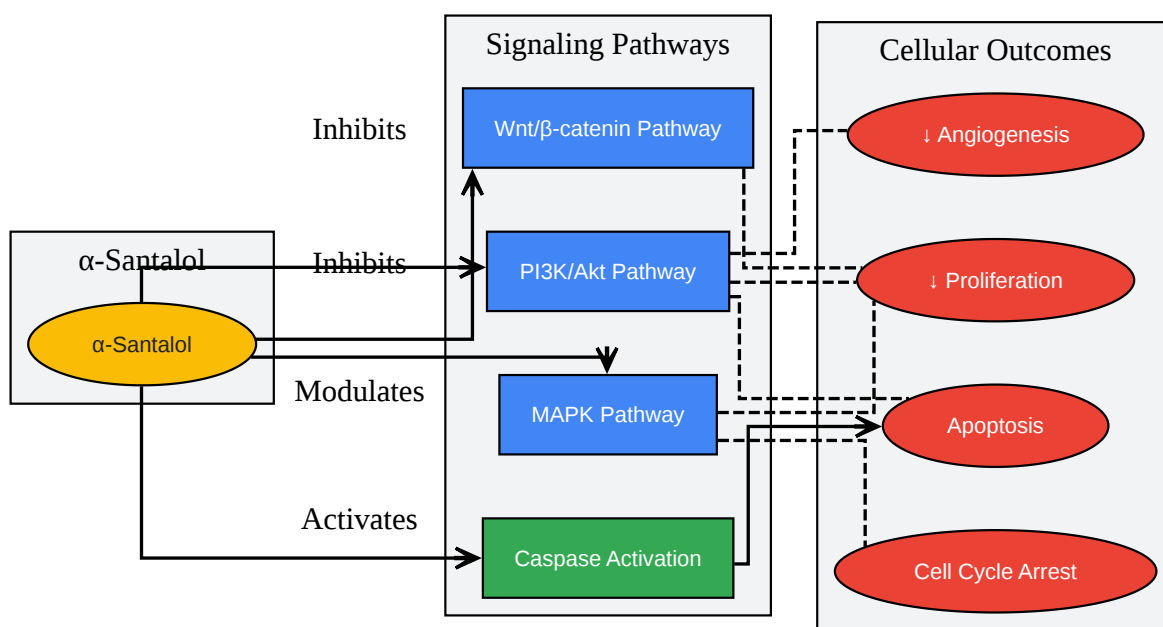 Signaling Pathways
Cellular Outcomes
Inhibits
Wnt/β-catenin Pathway
↓ Angiogenesis
α-Santalol
Inhibits
PI3K/Akt Pathway
↓ Proliferation
α-Santalol
Modulates
MAPK Pathway
Apoptosis
Activates
Caspase Activation
Cell Cycle Arrest